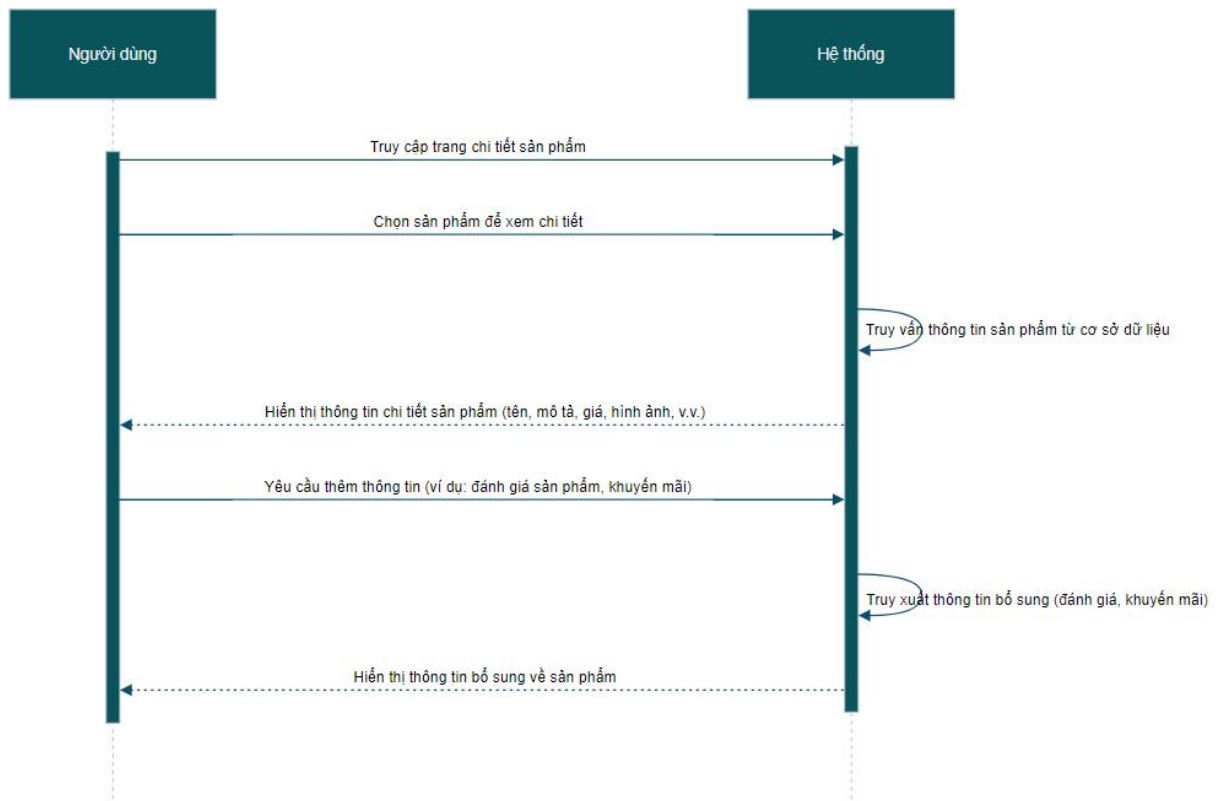 Người dùng
Hệ thống
Truy cập trang chi tiết sản phẩm
Chọn sản phẩm để xem chi tiết
Truy vấn thông tin sản phẩm từ cơ sở dữ liệu
Hiển thị thông tin chi tiết sản phẩm (tên, mô tả, giá, hình ảnh, v.v.)
Yêu cầu thêm thông tin (ví dụ: đánh giá sản phẩm, khuyến mãi)
Truy xuất thông tin bổ sung (đánh giá, khuyến mãi)
Hiển thị thông tin bổ sung về sản phẩm